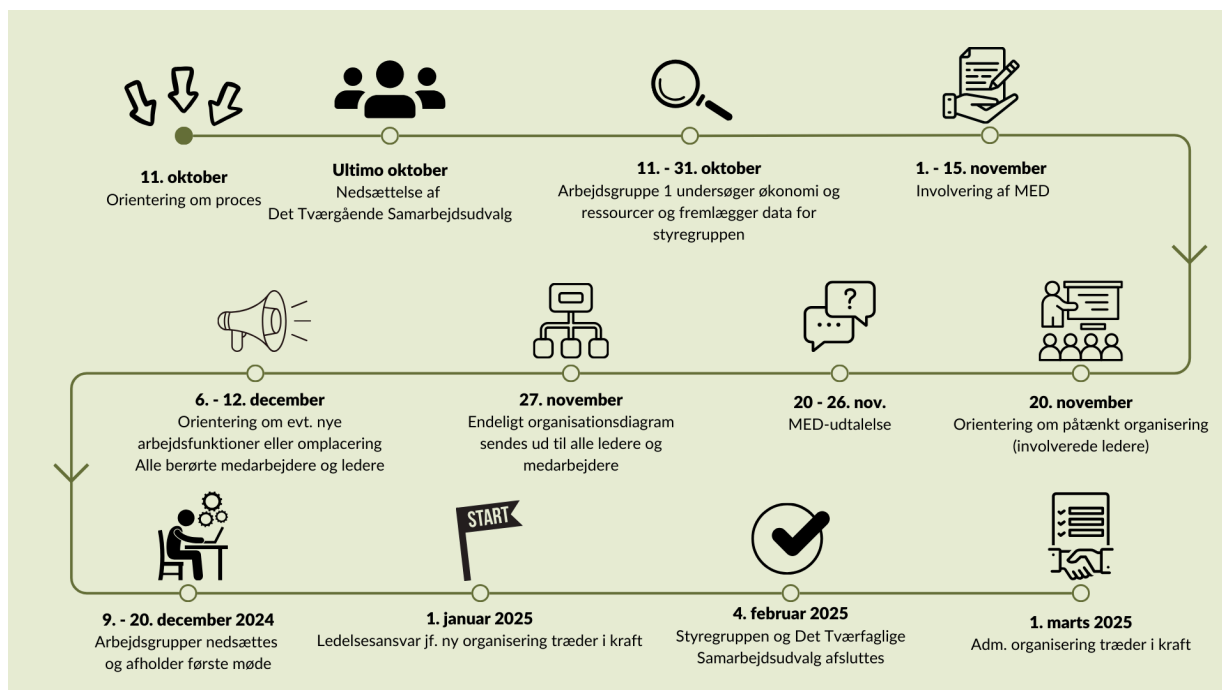 11. oktober
Orientering om proces
Ultimo oktober
Nedsættelse af
Det Tværgående Samarbejdsudvalg
11. - 31. oktober
Arbejdsgruppe 1 undersøger økonomi og
ressourcer og fremlægger data for
styregruppen
1. - 15. november
Involvering af MED
?
20. november
Orientering om påtænkt organisering
(involverede ledere)
20 - 26. nov.
MED-udtalelse
27. november
Endeligt organisationsdiagram
sendes ud til alle ledere og
medarbejdere
6. - 12. december
Orientering om evt. nye
arbejdsfunktioner eller omplacering
Alle berørte medarbejdere og ledere
9. - 20. december 2024
Arbejdsgrupper nedsættes
og afholder første møde
START
1. januar 2025
Ledelsesansvar jf. ny organisering træder i kraft
4. februar 2025
Styregruppen og Det Tværfaglige
Samarbejdsudvalg afsluttes
1. marts 2025
Adm. organisering træder i kraft